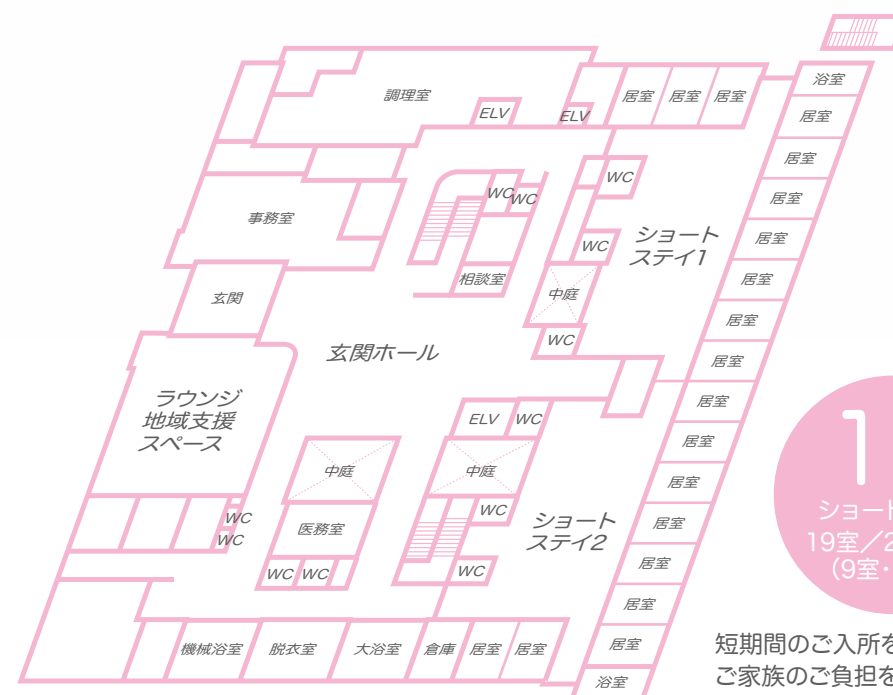 調理室
ELV
ELV
居室
居室
居室
浴室
居室
居室
居室
居室
居室
居室
居室
居室
居室
居室
居室
居室
居室
居室
浴室
WC
WC
WC
WC
WC
事務室
相談室
中庭
ショート
ステイ1
玄関
玄関ホール
ラウンジ
地域支援
スペース
ELV
WC
中庭
中庭
WC
WC
WC
医務室
WC
WC
WC
ショート
ステイ2
機械浴室
脱衣室
大浴室
倉庫
居室
居室
1
ショート
19室／2
（9室・
短期間のご入所を
ご家族のご負担を